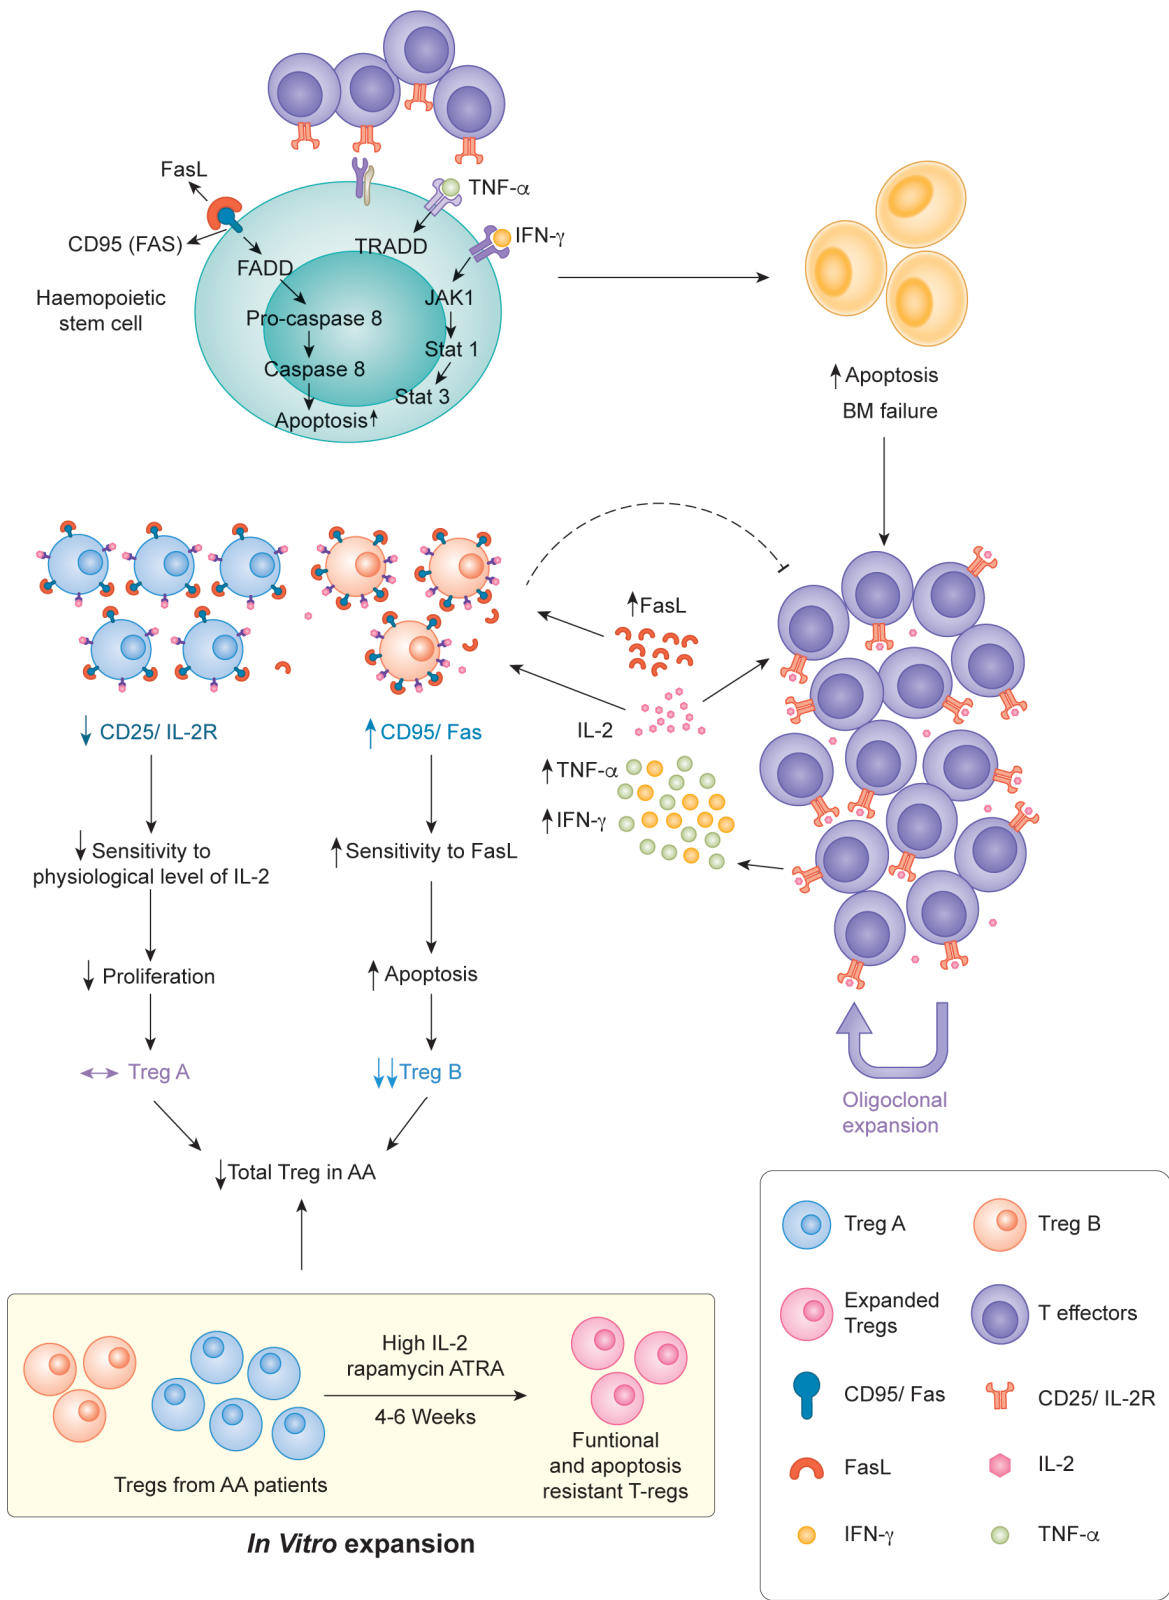 FasL
TNF-α
CD95 (FAS)
TRADD
IFN-γ
FADD
Haemopoietic
stem cell
JAK1
Pro-caspase 8
Stat 1
Caspase 8
Stat 3
Apoptosis↑
↑ Apoptosis
BM failure
↑FasL
IL-2
↑TNF-α
↑IFN-γ
↓ CD25/ IL-2R
↑ CD95/ Fas
↓ Sensitivity to
physiological level of IL-2
↑ Sensitivity to FasL
↓ Proliferation
↑ Apoptosis
↔ Treg A
↓↓ Treg B
↓ Total Treg in AA
Oligoclonal
expansion
High IL-2
rapamycin ATRA
4-6 Weeks
Tregs from AA patients
Funtional
and apoptosis
resistant T-regs
In Vitro expansion
Treg A
Treg B
Expanded
Tregs
T effectors
CD95/ Fas
CD25/ IL-2R
FasL
IL-2
IFN-γ
TNF-α